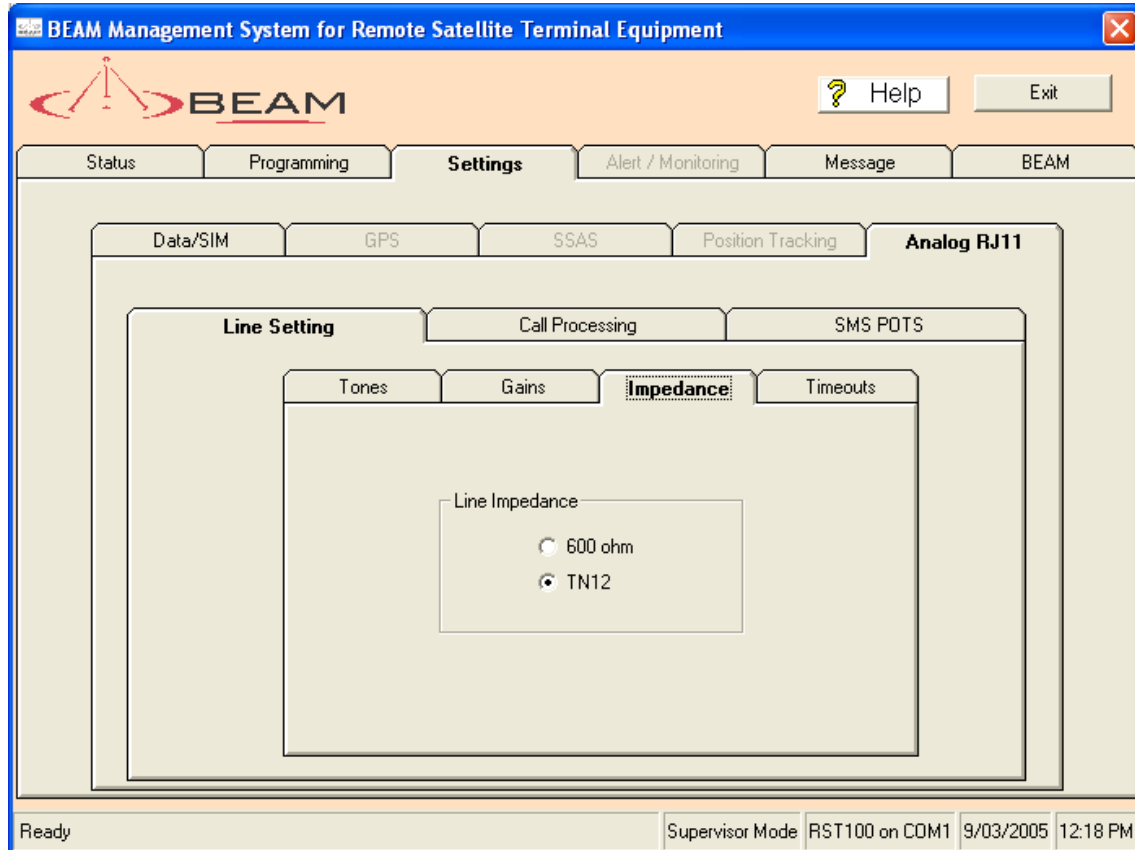 BEAM Management System for Remote Satellite Terminal Equipment
BEAM
? Help Exit
Status Programming Settings Alert / Monitoring Message BEAM
Data/SIM GPS SSAS Position Tracking Analog RJ11
Line Setting Call Processing SMS POTS
Tones Gains Impedance Timeouts
Line Impedance
600 ohm
TN12
Ready Supervisor Mode RST100 on COM1 9/03/2005 12:18 PM